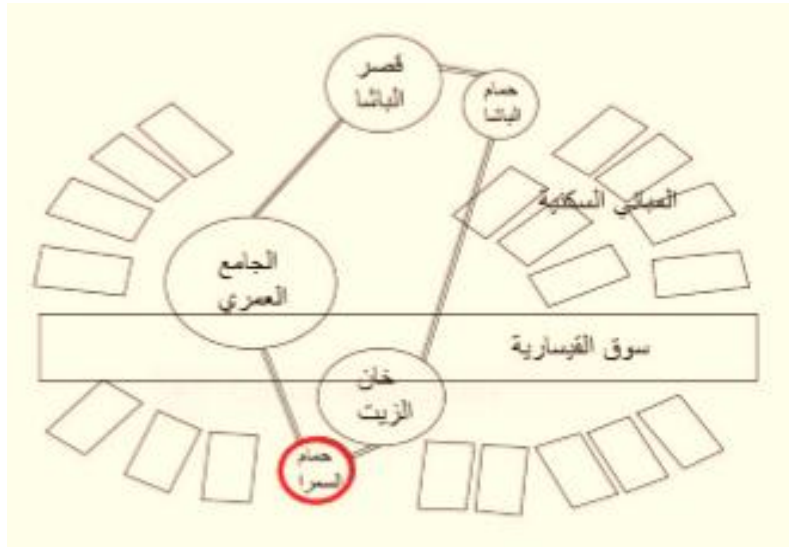 قصر
الباشا
حمام
الباشا
المباني السكنية
الجامع
العمري
سوق القيسارية
خان
الزيت
حمام
السمرا